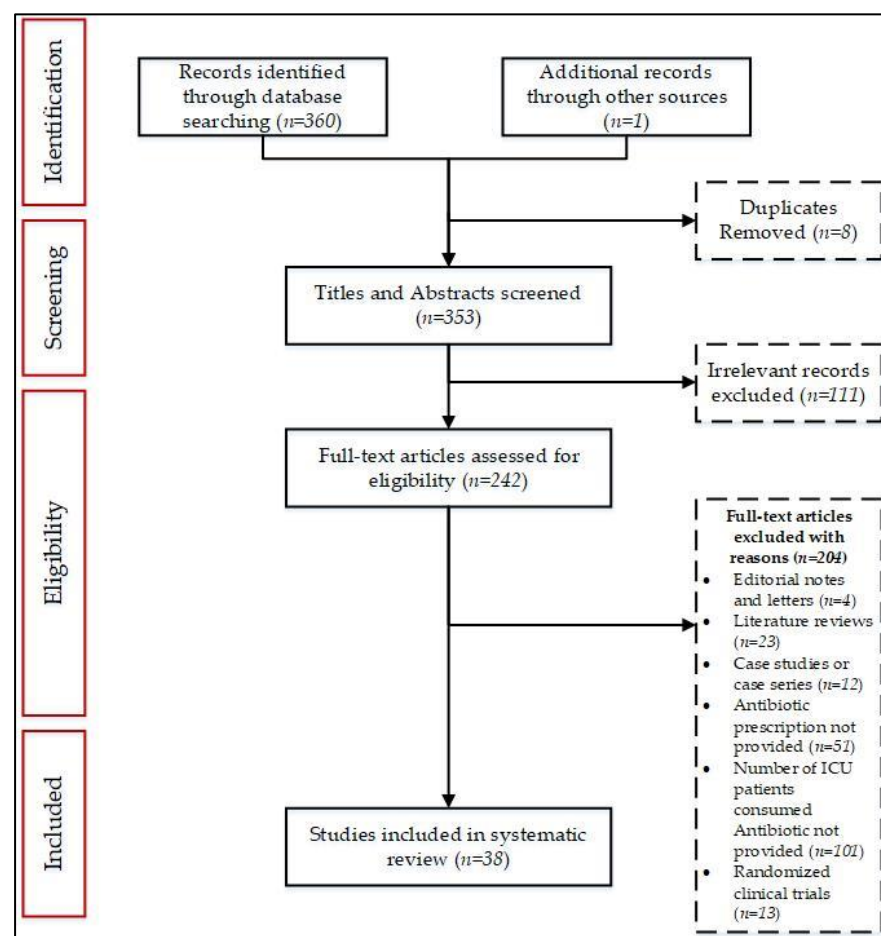 Identification
Records identified
through database
searching (n=360)
Additional records
through other sources
(n=1)
Duplicates
Removed (n=8)
Screening
Titles and Abstracts screened
(n=353)
Irrelevant records
excluded (n=111)
Eligibility
Full-text articles assessed for
eligibility (n=242)
Full-text articles
excluded with
reasons (n=204)
• Editorial notes
and letters (n=4)
• Literature reviews
(n=23)
• Case studies or
case series (n=12)
• Antibiotic
prescription not
provided (n=51)
• Number of ICU
patients
consumed
Antibiotic not
provided (n=101)
• Randomized
clinical trials
(n=13)
Included
Studies included in systematic
review (n=38)